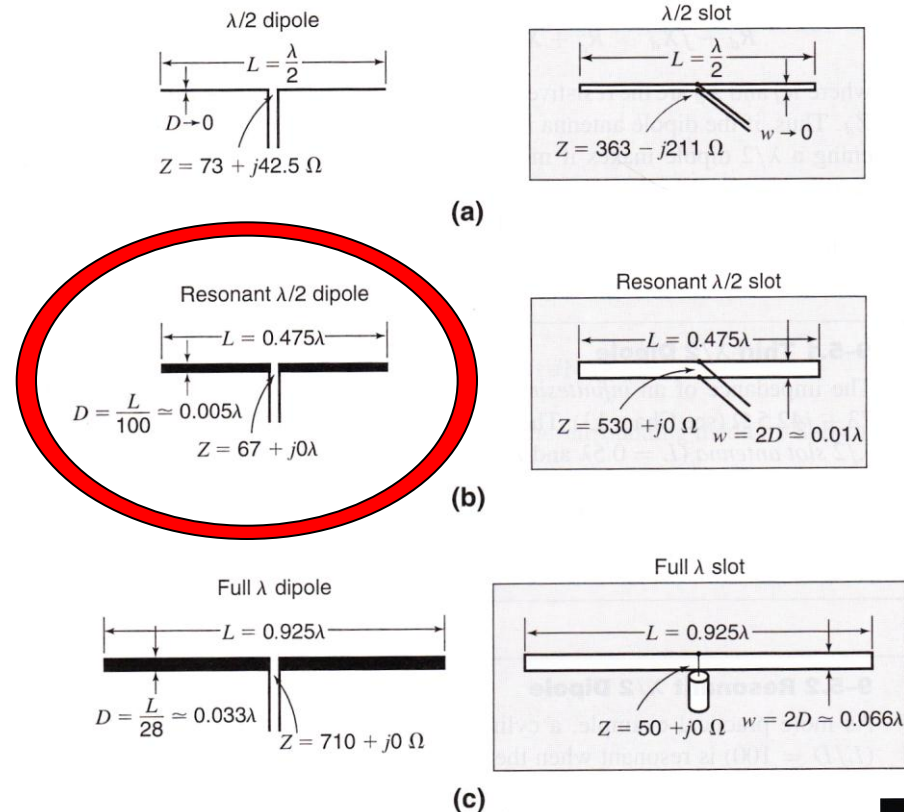 λ/2 dipole
L = λ/2
D→0
Z = 73 + j42.5 Ω
λ/2 slot
L = λ/2
w → 0
Z = 363 − j211 Ω
(a)
Resonant λ/2 dipole
L = 0.475λ
D = L/100 ≃ 0.005λ
Z = 67 + j0λ
Resonant λ/2 slot
L = 0.475λ
Z = 530 + j0 Ω
w = 2D ≃ 0.01λ
(b)
Full λ dipole
L = 0.925λ
D = L/28 ≃ 0.033λ
Z = 710 + j0 Ω
Full λ slot
L = 0.925λ
Z = 50 + j0 Ω
w = 2D ≃ 0.066λ
(c)